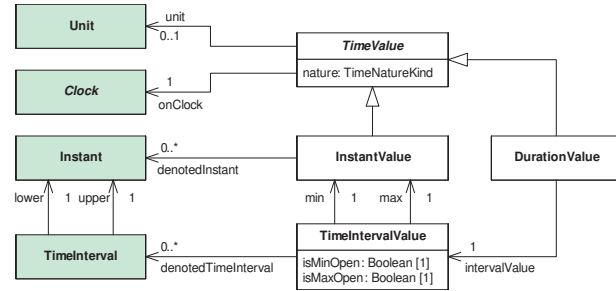 Unit
unit
0..1
TimeValue
nature: TimeNatureKind
Clock
1
onClock
Instant
0..*
denotedInstant
InstantValue
DurationValue
lower
1
upper
1
min
1
max
1
TimeInterval
0..*
denotedTimeInterval
TimeIntervalValue
isMinOpen: Boolean [1]
isMaxOpen: Boolean [1]
1
intervalValue